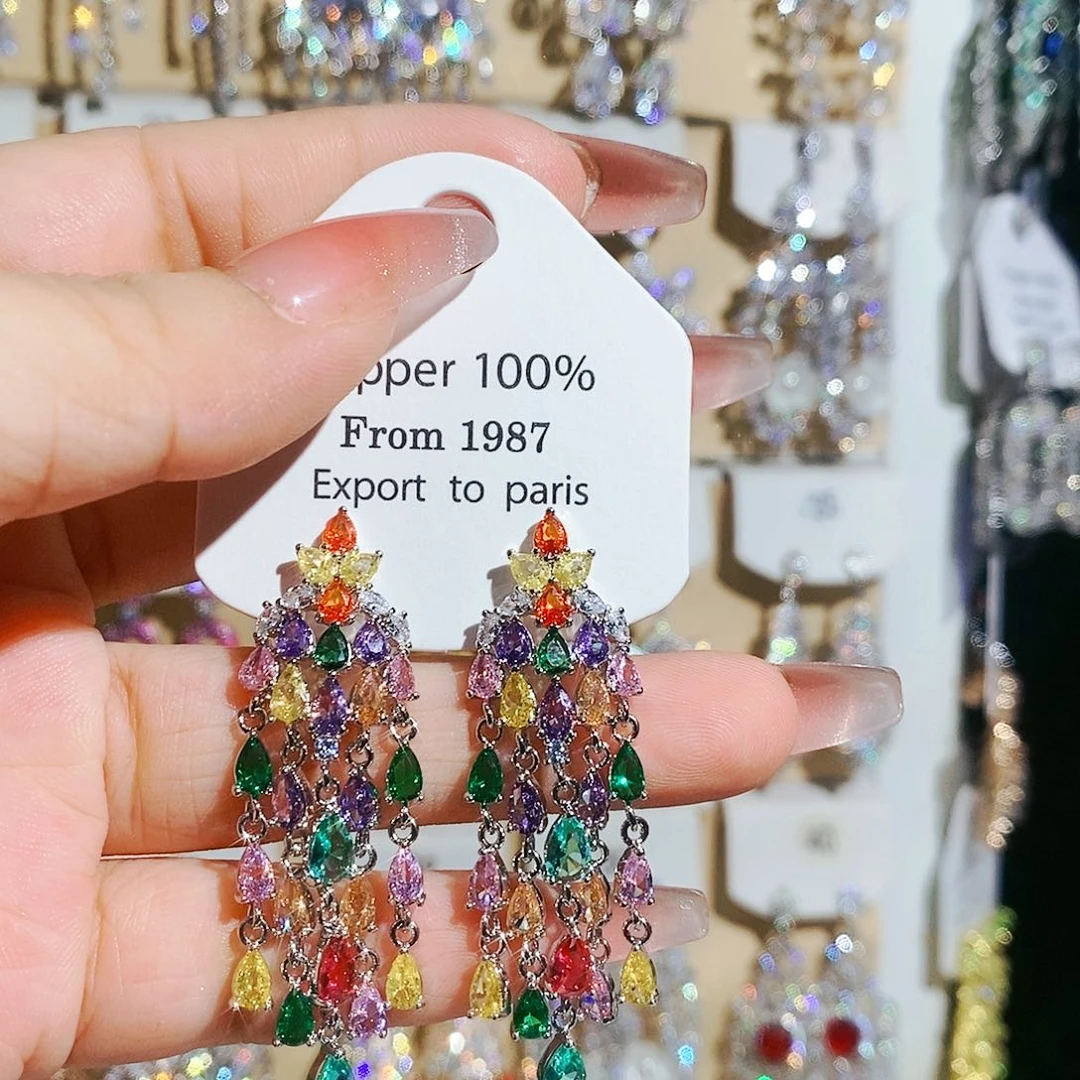 pper 100%
From 1987
Export to paris